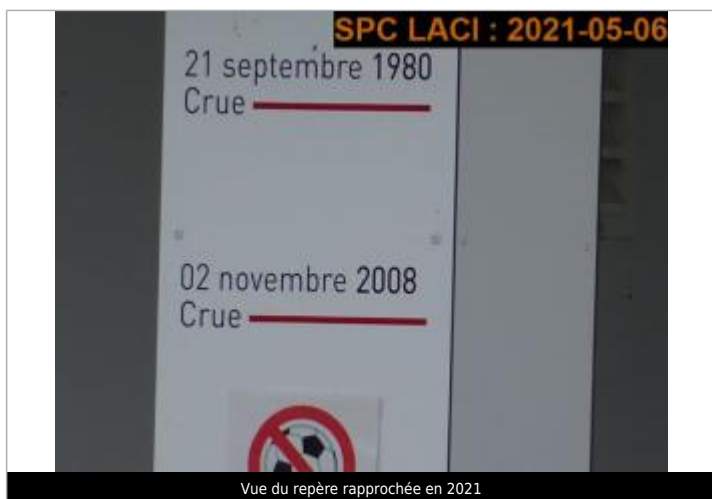 SPC LACI : 2021-05-06
21 septembre 1980
Crue
02 novembre 2008
Crue
Vue du repère rapprochée en 2021